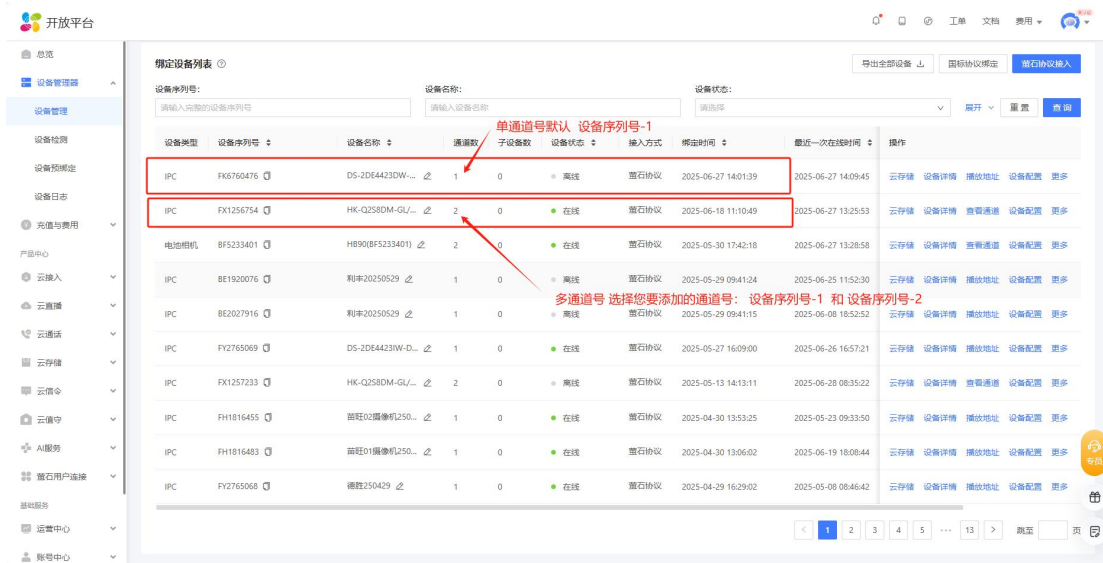 开放平台
工单 文档 费用
总览
设备管理器
设备管理
设备检测
设备预绑定
设备日志
充值与费用
产品中心
云接入
云直播
云通话
云存储
云信令
云值守
AI服务
萤石用户连接
基础服务
运营中心
账号中心
绑定设备列表
导出全部设备 国标协议绑定 萤石协议接入
设备序列号: 设备名称: 设备状态:
请输入完整的设备序列号 请输入设备名称 请选择 展开 重置 查询
单通道号默认 设备序列号-1
设备类型 设备序列号 设备名称 通道数 子设备数 设备状态 接入方式 绑定时间 最近一次在线时间 操作
IPC FK6760476 DS-2DE4423DW-... 1 0 离线 萤石协议 2025-06-27 14:01:39 2025-06-27 14:09:45 云存储 设备详情 播放地址 设备配置 更多
IPC FX1256754 HK-Q2S8DM-GL/... 2 0 在线 萤石协议 2025-06-18 11:10:49 2025-06-27 13:25:53 云存储 设备详情 查看通道 设备配置 更多
电池相机 BF5233401 HB90(BF5233401) 2 0 在线 萤石协议 2025-05-30 17:42:18 2025-06-27 13:28:58 云存储 设备详情 查看通道 设备配置 更多
IPC BE1920076 利丰20250529 1 0 离线 萤石协议 2025-05-29 09:41:24 2025-06-25 11:52:30 云存储 设备详情 播放地址 设备配置 更多
多通道号 选择您要添加的通道号: 设备序列号-1 和 设备序列号-2
IPC BE2027916 利丰20250529 1 0 离线 萤石协议 2025-05-29 09:41:15 2025-06-08 18:52:52 云存储 设备详情 播放地址 设备配置 更多
IPC FY2765069 DS-2DE4423IW-D... 1 0 在线 萤石协议 2025-05-27 16:09:00 2025-06-26 16:57:21 云存储 设备详情 播放地址 设备配置 更多
IPC FX1257233 HK-Q2S8DM-GL/... 2 0 离线 萤石协议 2025-05-13 14:13:11 2025-06-28 08:35:22 云存储 设备详情 查看通道 设备配置 更多
IPC FH1816455 苗旺02摄像机250... 1 0 在线 萤石协议 2025-04-30 13:53:25 2025-05-23 09:33:50 云存储 设备详情 播放地址 设备配置 更多
IPC FH1816483 苗旺01摄像机250... 1 0 在线 萤石协议 2025-04-30 13:06:02 2025-06-19 18:08:44 云存储 设备详情 播放地址 设备配置 更多
IPC FY2765068 德胜250429 1 0 在线 萤石协议 2025-04-29 16:29:02 2025-05-08 08:46:42 云存储 设备详情 播放地址 设备配置 更多
专员
1 2 3 4 5 ··· 13 跳至 页